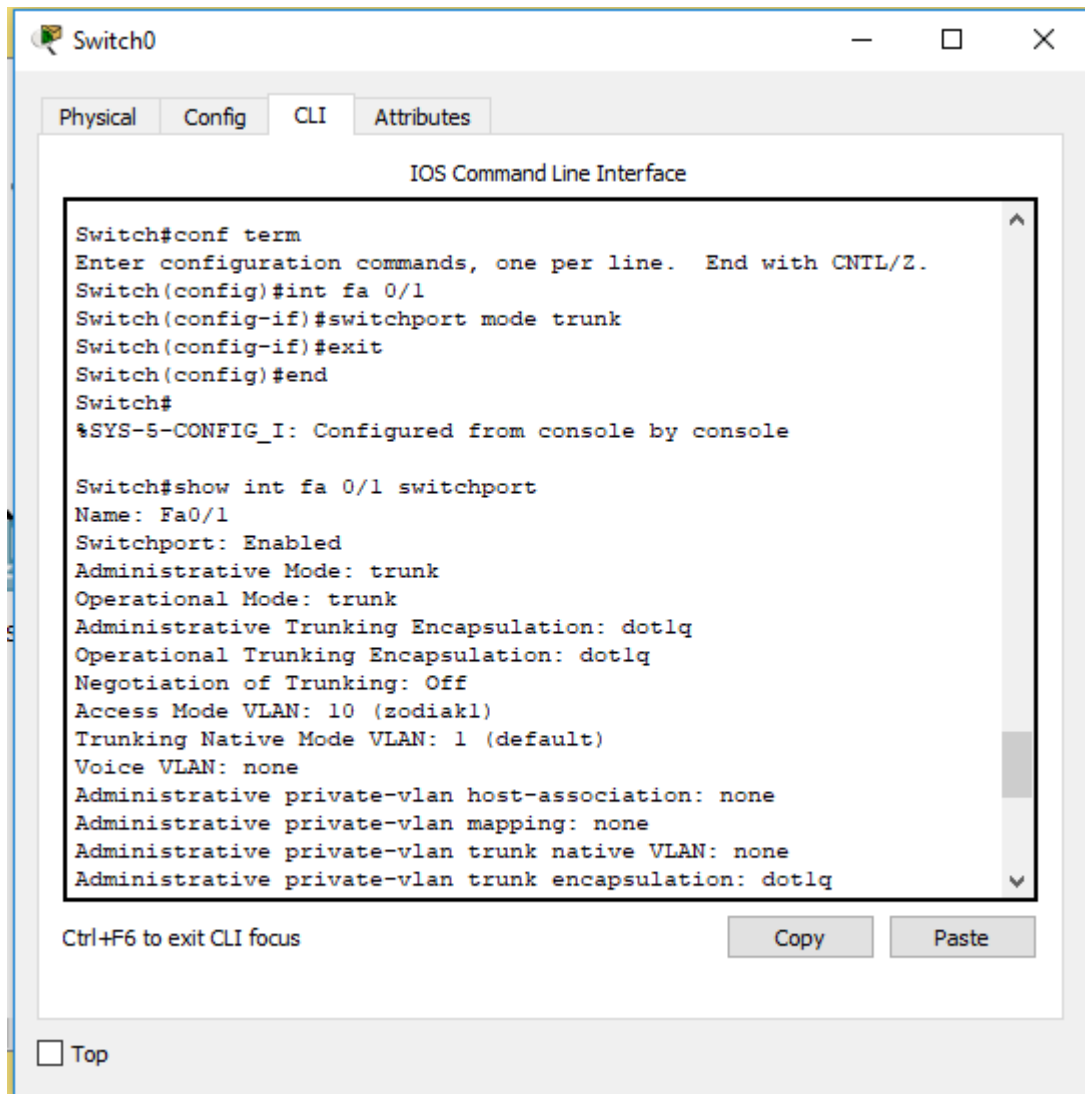 Switch0
Physical Config CLI Attributes
IOS Command Line Interface
Switch#conf term
Enter configuration commands, one per line.  End with CNTL/Z.
Switch(config)#int fa 0/1
Switch(config-if)#switchport mode trunk
Switch(config-if)#exit
Switch(config)#end
Switch#
%SYS-5-CONFIG_I: Configured from console by console
Switch#show int fa 0/1 switchport
Name: Fa0/1
Switchport: Enabled
Administrative Mode: trunk
Operational Mode: trunk
Administrative Trunking Encapsulation: dot1q
Operational Trunking Encapsulation: dot1q
Negotiation of Trunking: Off
Access Mode VLAN: 10 (zodiak1)
Trunking Native Mode VLAN: 1 (default)
Voice VLAN: none
Administrative private-vlan host-association: none
Administrative private-vlan mapping: none
Administrative private-vlan trunk native VLAN: none
Administrative private-vlan trunk encapsulation: dot1q
Ctrl+F6 to exit CLI focus
Copy Paste
Top